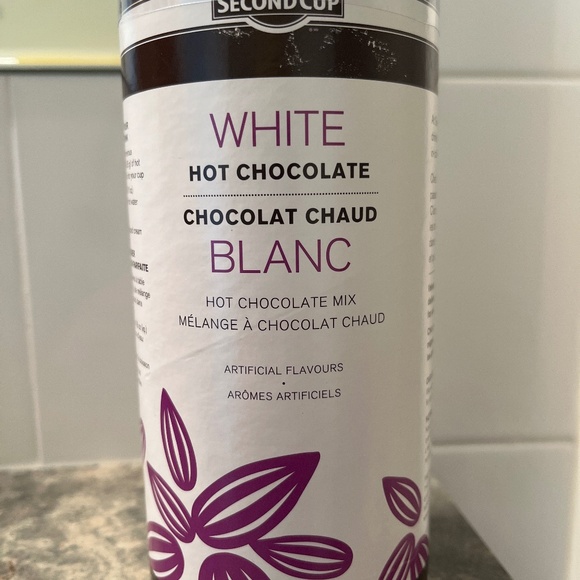 SECOND CUP
WHITE
HOT CHOCOLATE
CHOCOLAT CHAUD
BLANC
HOT CHOCOLATE MIX
MÉLANGE À CHOCOLAT CHAUD
ARTIFICIAL FLAVOURS
•
ARÔMES ARTIFICIELS